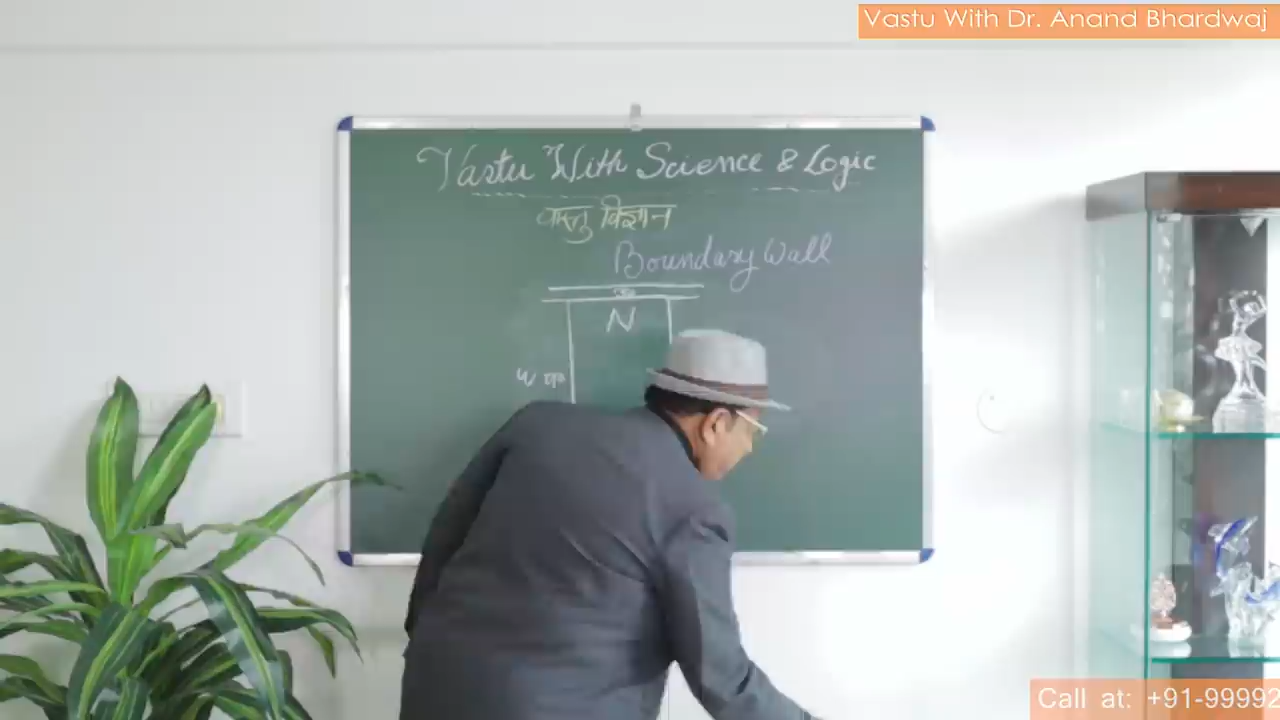 Vastu With Dr. Anand Bhardwaj
Vastu With Science & Logic
वास्तु विज्ञान
Boundary Wall
N
W
Call at: +91-99992